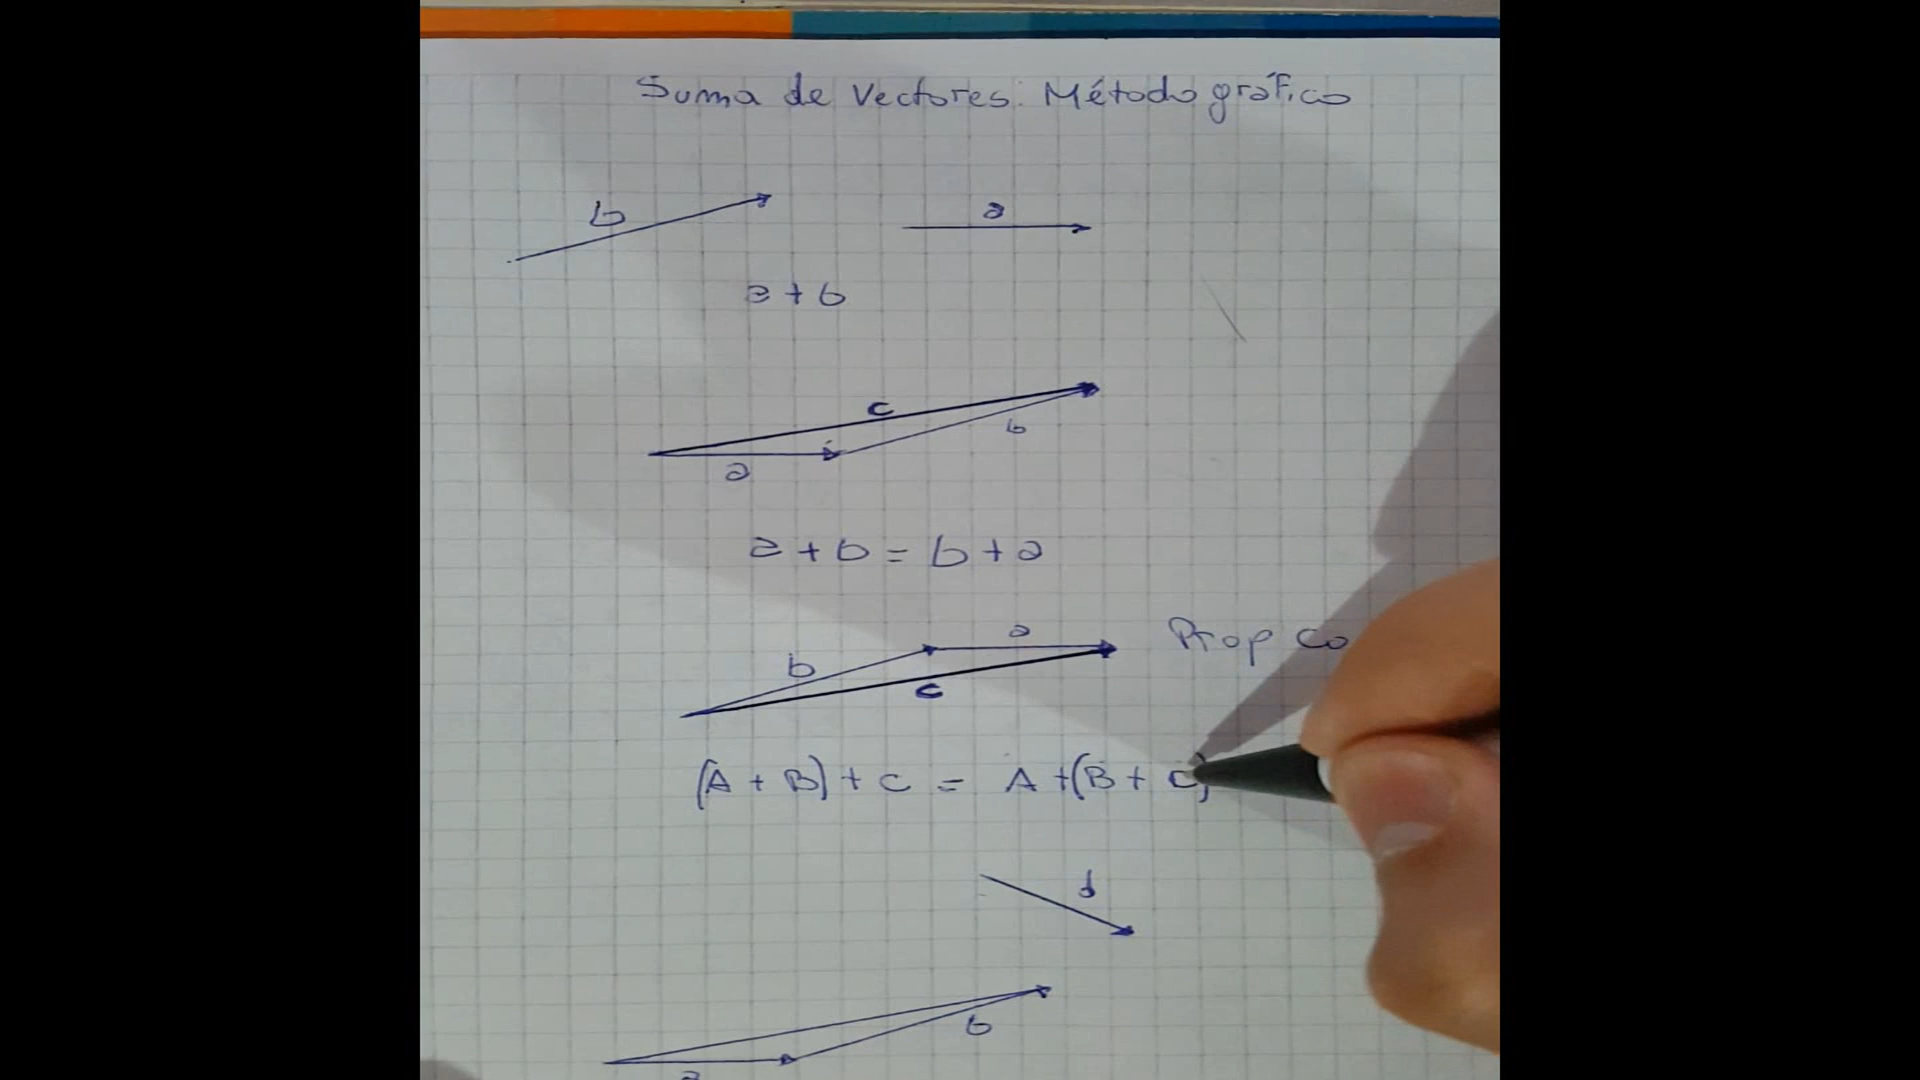 Suma de Vectores: Método gráfico
b
a
a + b
c
b
a
a + b = b + a
a
b
c
Prop co
(A + B) + C = A + (B + C)
d
b
a